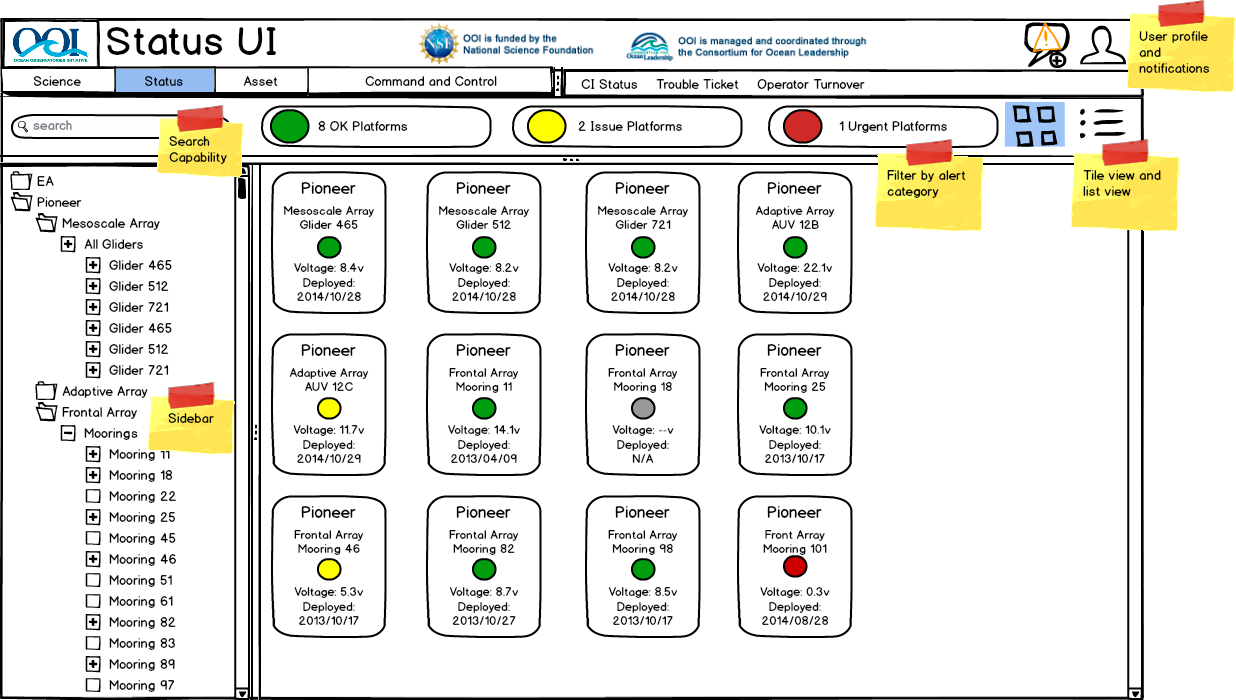 OOI
OCEAN OBSERVATORIES INITIATIVE
Status UI
NSF
OOI is funded by the
National Science Foundation
CONSORTIUM FOR
Ocean Leadership
OOI is managed and coordinated through
the Consortium for Ocean Leadership
User profile
and
notifications
Science
Status
Asset
Command and Control
CI Status
Trouble Ticket
Operator Turnover
search
Search
Capability
8 OK Platforms
2 Issue Platforms
1 Urgent Platforms
Filter by alert
category
Tile view and
list view
EA
Pioneer
Mesoscale Array
All Gliders
Glider 465
Glider 512
Glider 721
Glider 465
Glider 512
Glider 721
Adaptive Array
Frontal Array
Sidebar
Moorings
Mooring 11
Mooring 18
Mooring 22
Mooring 25
Mooring 45
Mooring 46
Mooring 51
Mooring 61
Mooring 82
Mooring 83
Mooring 89
Mooring 97
Pioneer
Mesoscale Array
Glider 465
Voltage: 8.4v
Deployed:
2014/10/28
Pioneer
Mesoscale Array
Glider 512
Voltage: 8.2v
Deployed:
2014/10/28
Pioneer
Mesoscale Array
Glider 721
Voltage: 8.2v
Deployed:
2014/10/28
Pioneer
Adaptive Array
AUV 12B
Voltage: 22.1v
Deployed:
2014/10/29
Pioneer
Adaptive Array
AUV 12C
Voltage: 11.7v
Deployed:
2014/10/29
Pioneer
Frontal Array
Mooring 11
Voltage: 14.1v
Deployed:
2013/04/09
Pioneer
Frontal Array
Mooring 18
Voltage: --v
Deployed:
N/A
Pioneer
Frontal Array
Mooring 25
Voltage: 10.1v
Deployed:
2013/10/17
Pioneer
Frontal Array
Mooring 46
Voltage: 5.3v
Deployed:
2013/10/17
Pioneer
Frontal Array
Mooring 82
Voltage: 8.7v
Deployed:
2013/10/27
Pioneer
Frontal Array
Mooring 98
Voltage: 8.5v
Deployed:
2013/10/17
Pioneer
Front Array
Mooring 101
Voltage: 0.3v
Deployed:
2014/08/28